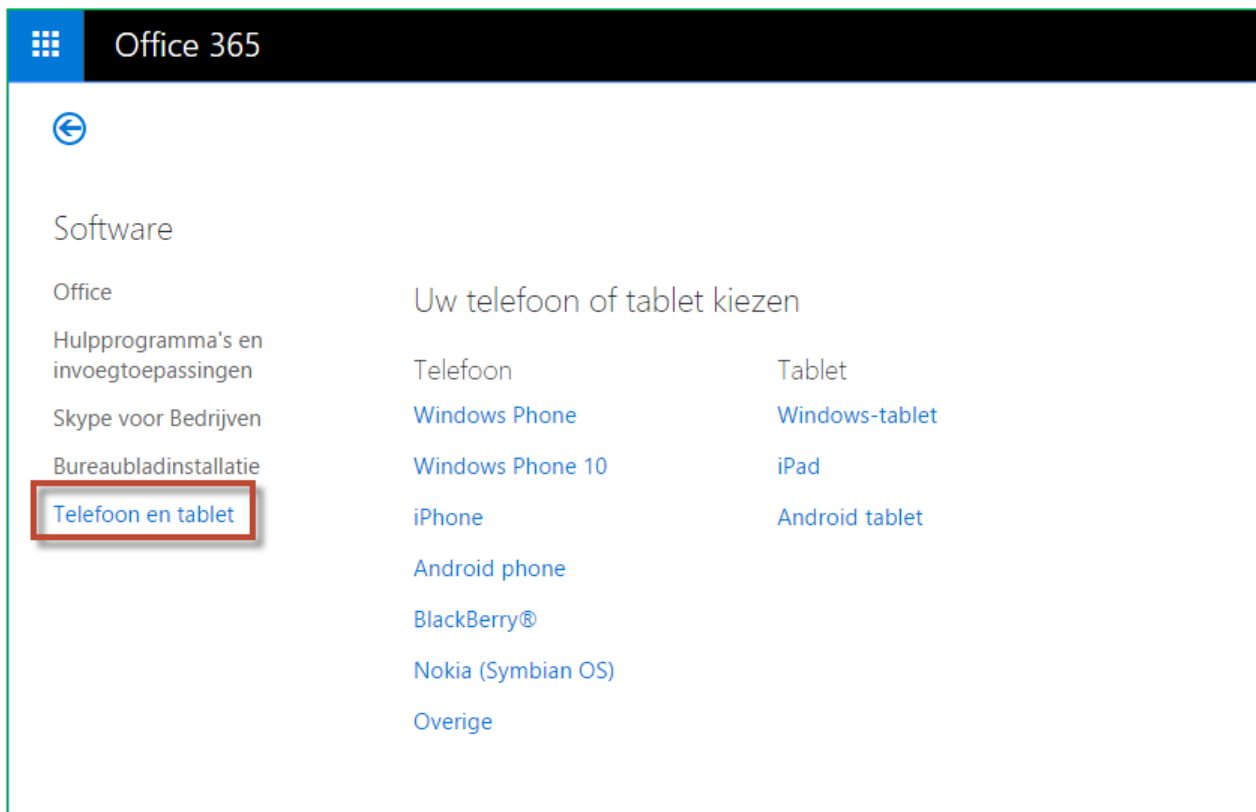 Office 365
Software
Office
Hulpprogramma's en
invoegtoepassingen
Skype voor Bedrijven
Bureaubladinstallatie
Telefoon en tablet
Uw telefoon of tablet kiezen
Telefoon
Windows Phone
Windows Phone 10
iPhone
Android phone
BlackBerry®
Nokia (Symbian OS)
Overige
Tablet
Windows-tablet
iPad
Android tablet